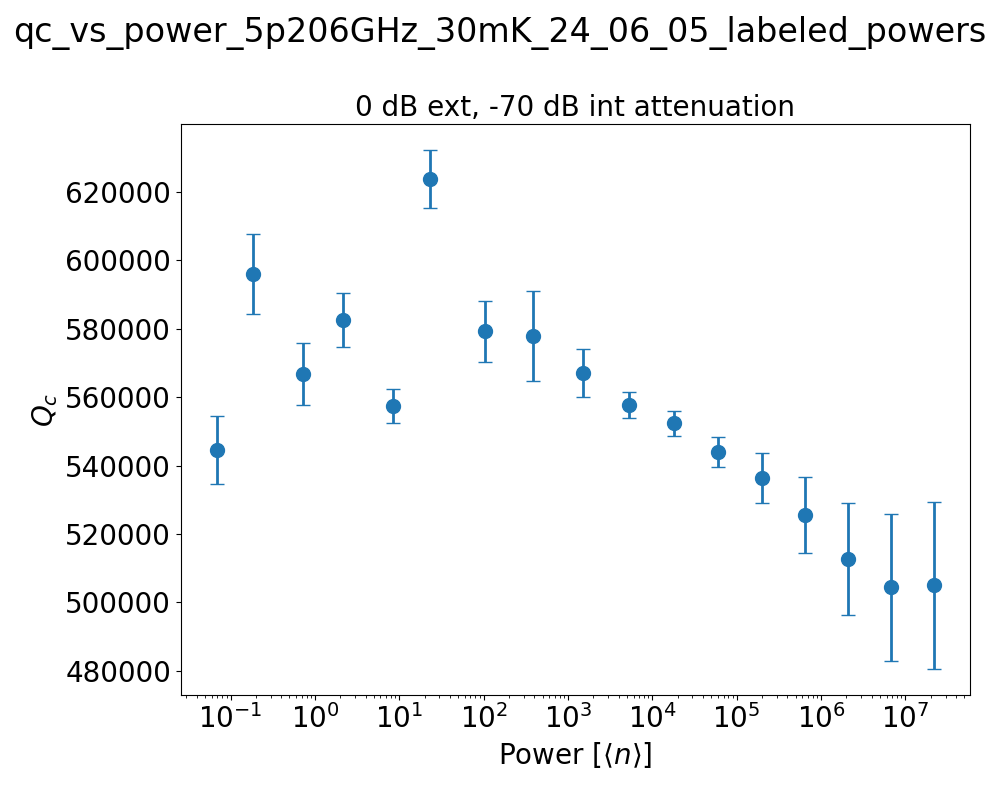 qc_vs_power_5p206GHz_30mK_24_06_05_labeled_powers
0 dB ext, -70 dB int attenuation
620000
600000
580000
560000
540000
520000
500000
480000
Q_c
10^{-1} 10^0 10^1 10^2 10^3 10^4 10^5 10^6 10^7
Power [⟨n⟩]